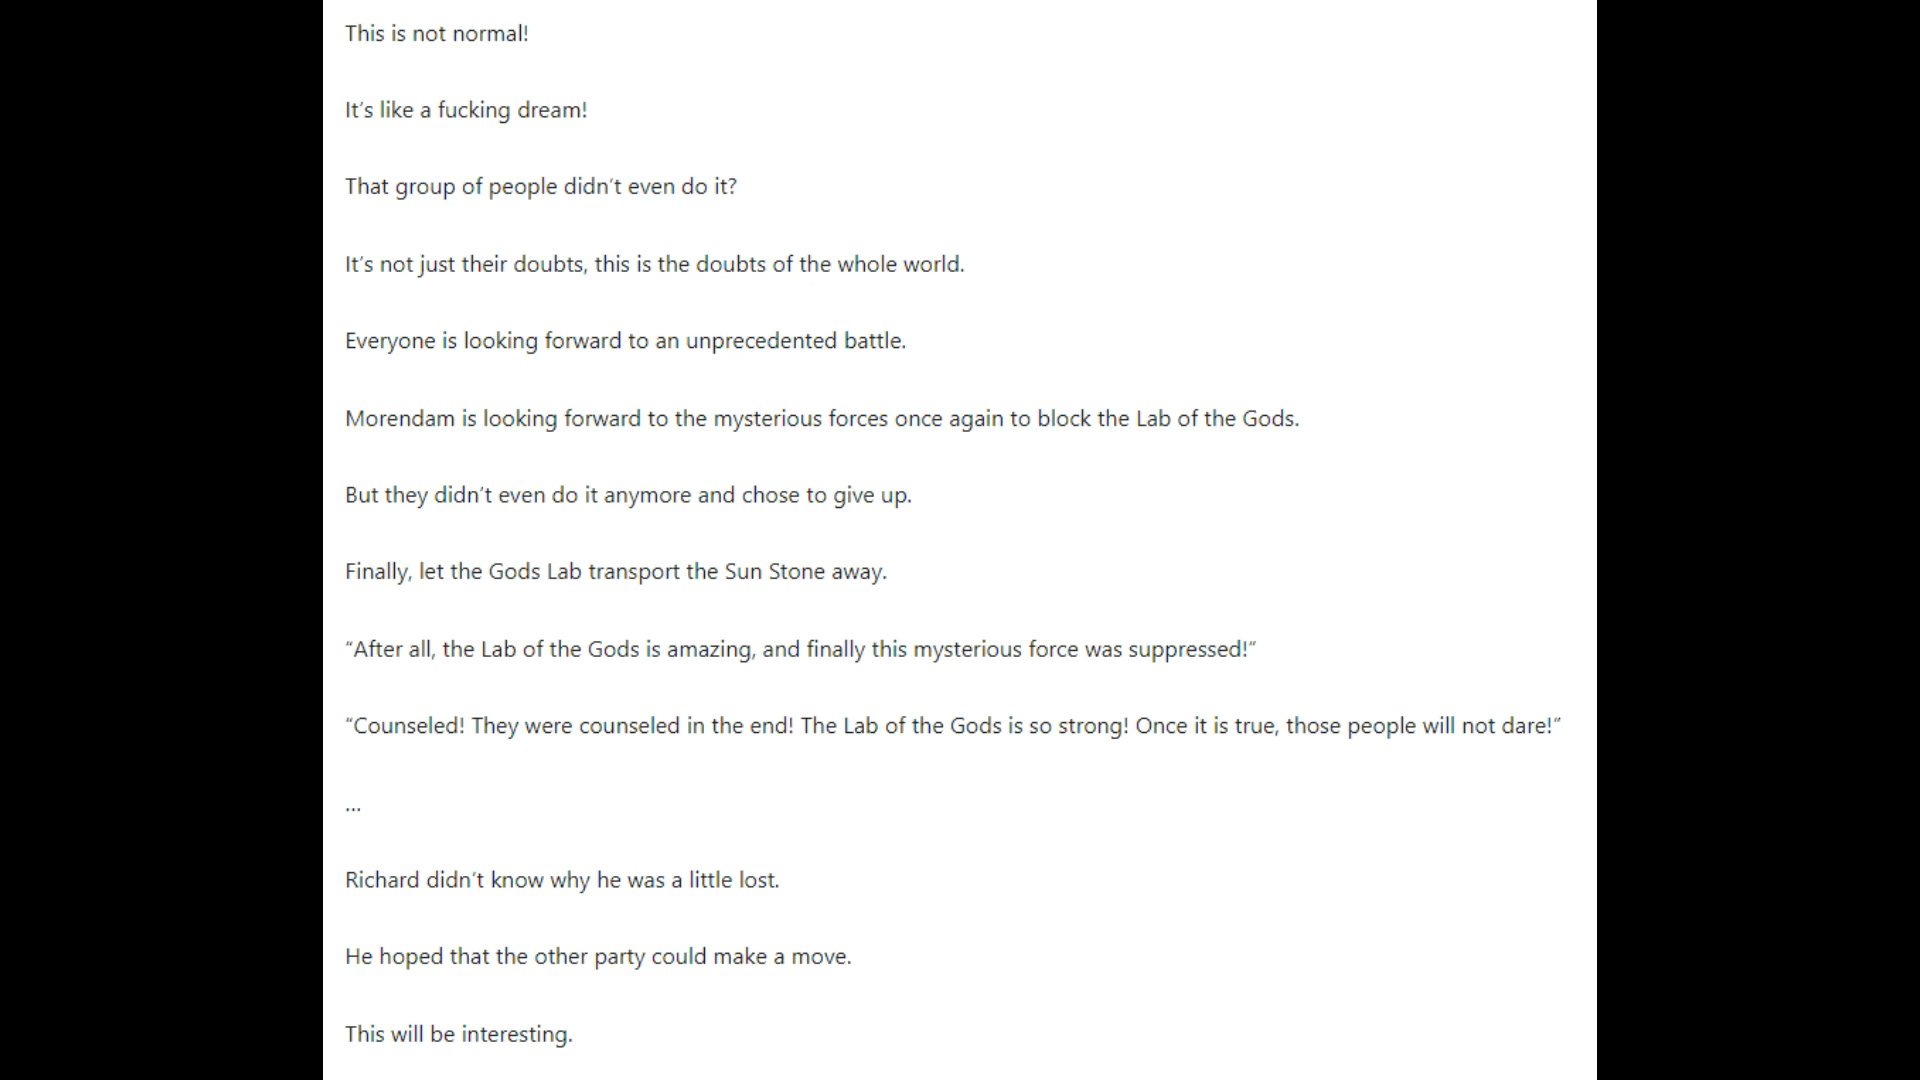 This is not normal!
It’s like a fucking dream!
That group of people didn’t even do it?
It’s not just their doubts, this is the doubts of the whole world.
Everyone is looking forward to an unprecedented battle.
Morendam is looking forward to the mysterious forces once again to block the Lab of the Gods.
But they didn’t even do it anymore and chose to give up.
Finally, let the Gods Lab transport the Sun Stone away.
“After all, the Lab of the Gods is amazing, and finally this mysterious force was suppressed!”
“Counseled! They were counseled in the end! The Lab of the Gods is so strong! Once it is true, those people will not dare!”
...
Richard didn’t know why he was a little lost.
He hoped that the other party could make a move.
This will be interesting.